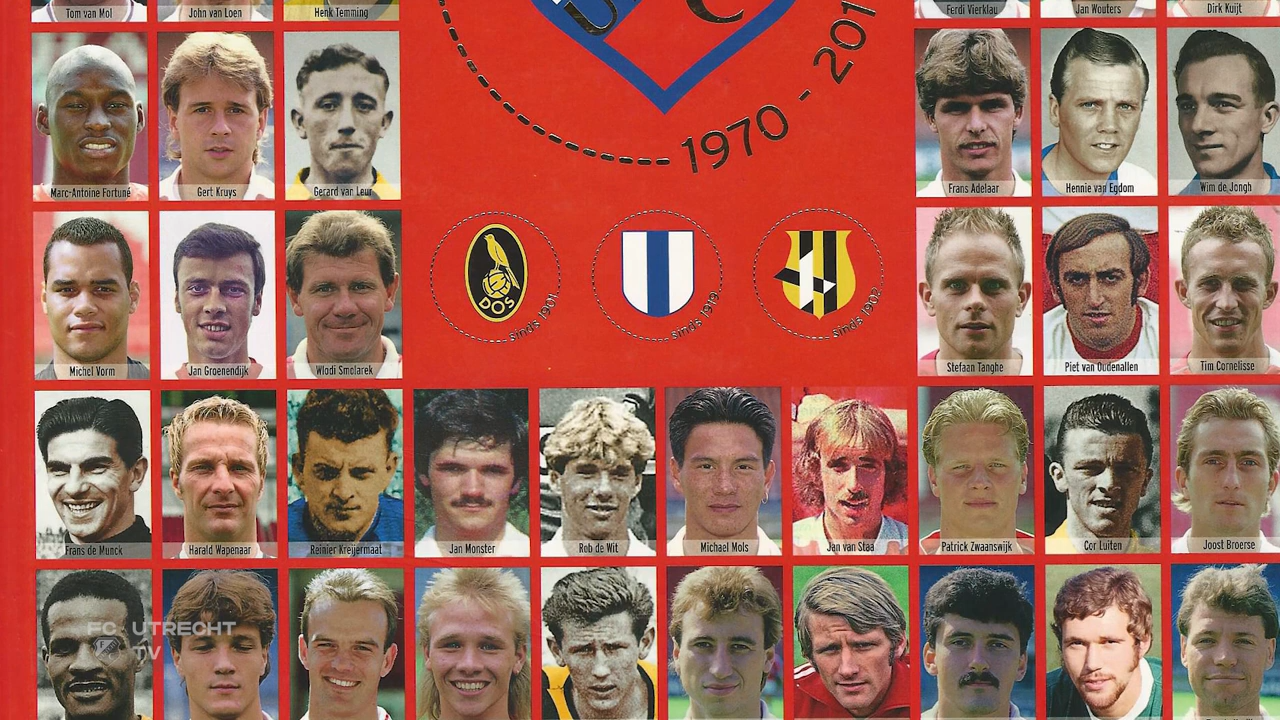 Tom van Mol
John van Loen
Henk Temming
Ferdi Vierklau
Jan Wouters
Dirk Kuijt
U
C
1970 - 201
Marc-Antoine Fortuné
Gert Kruys
Gerard van Leur
Frans Adelaar
Hennie van Egdom
Wim de Jongh
DOS
sinds 1901
sinds 1919
sinds 1902
Michel Vorm
Jan Groenendijk
Wlodi Smolarek
Stefaan Tanghe
Piet van Oudenallen
Tim Cornelisse
Frans de Munck
Harald Wapenaar
Reinier Kreijermaat
Jan Monster
Rob de Wit
Michael Mols
Jan van Staa
Patrick Zwaanswijk
Cor Luiten
Joost Broerse
FC UTRECHT
TV